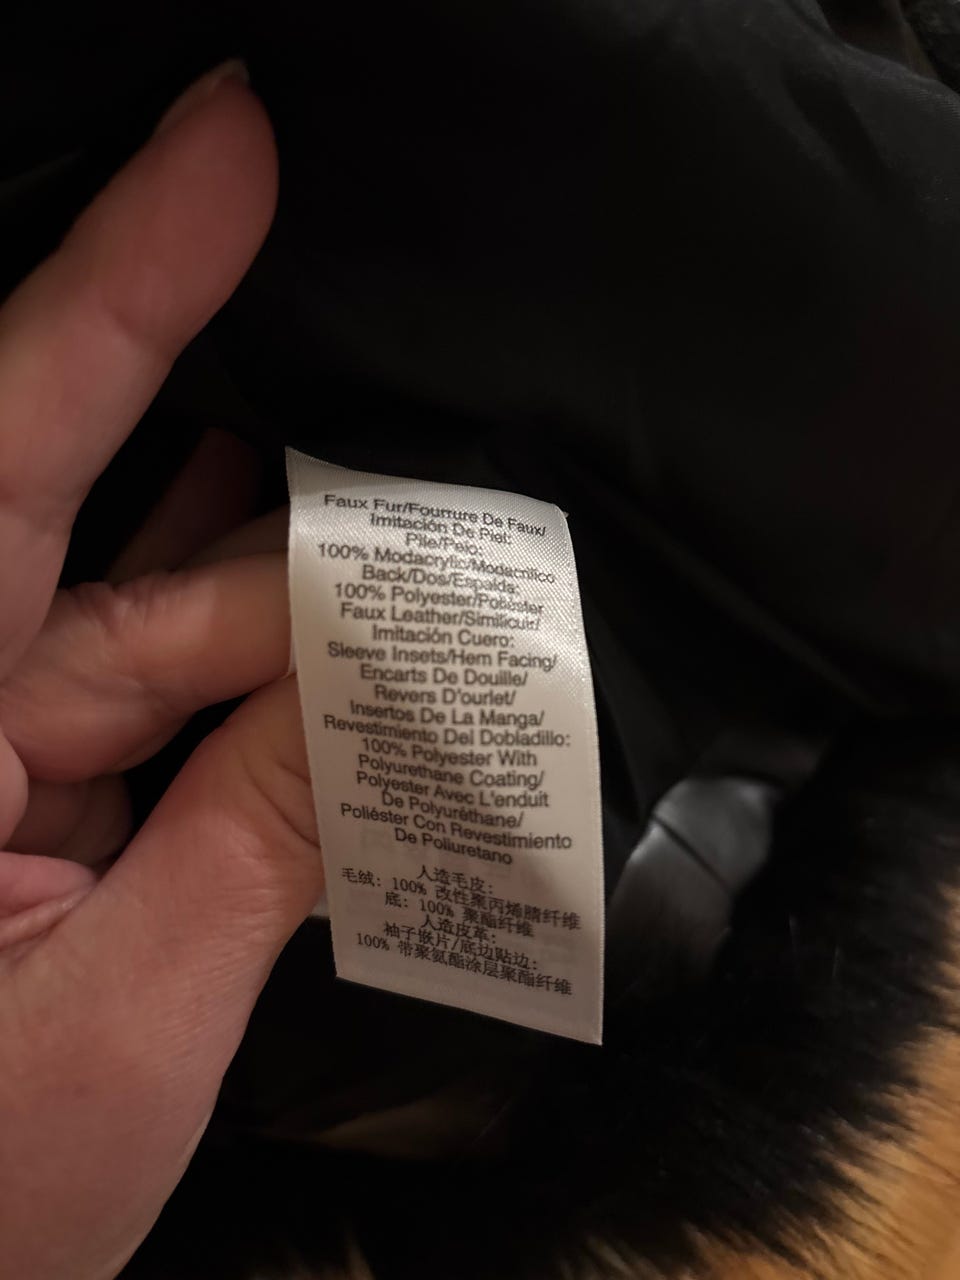 Faux Fur/Fourrure De Faux/
Imitación De Piel:
Pile/Pelo:
100% Modacrylic/Modacrilico
Back/Dos/Espalda:
100% Polyester/Poliéster
Faux Leather/Similicuir/
Imitación Cuero:
Sleeve Insets/Hem Facing/
Encarts De Douille/
Revers D'ourlet/
Insertos De La Manga/
Revestimiento Del Dobladillo:
100% Polyester With
Polyurethane Coating/
Polyester Avec L'enduit
De Polyuréthane/
Poliéster Con Revestimiento
De Poliuretano
人造毛皮:
毛绒: 100% 改性聚丙烯腈纤维
底: 100% 聚酯纤维
人造皮革:
袖子嵌片/底边贴边:
100% 带聚氨酯涂层聚酯纤维